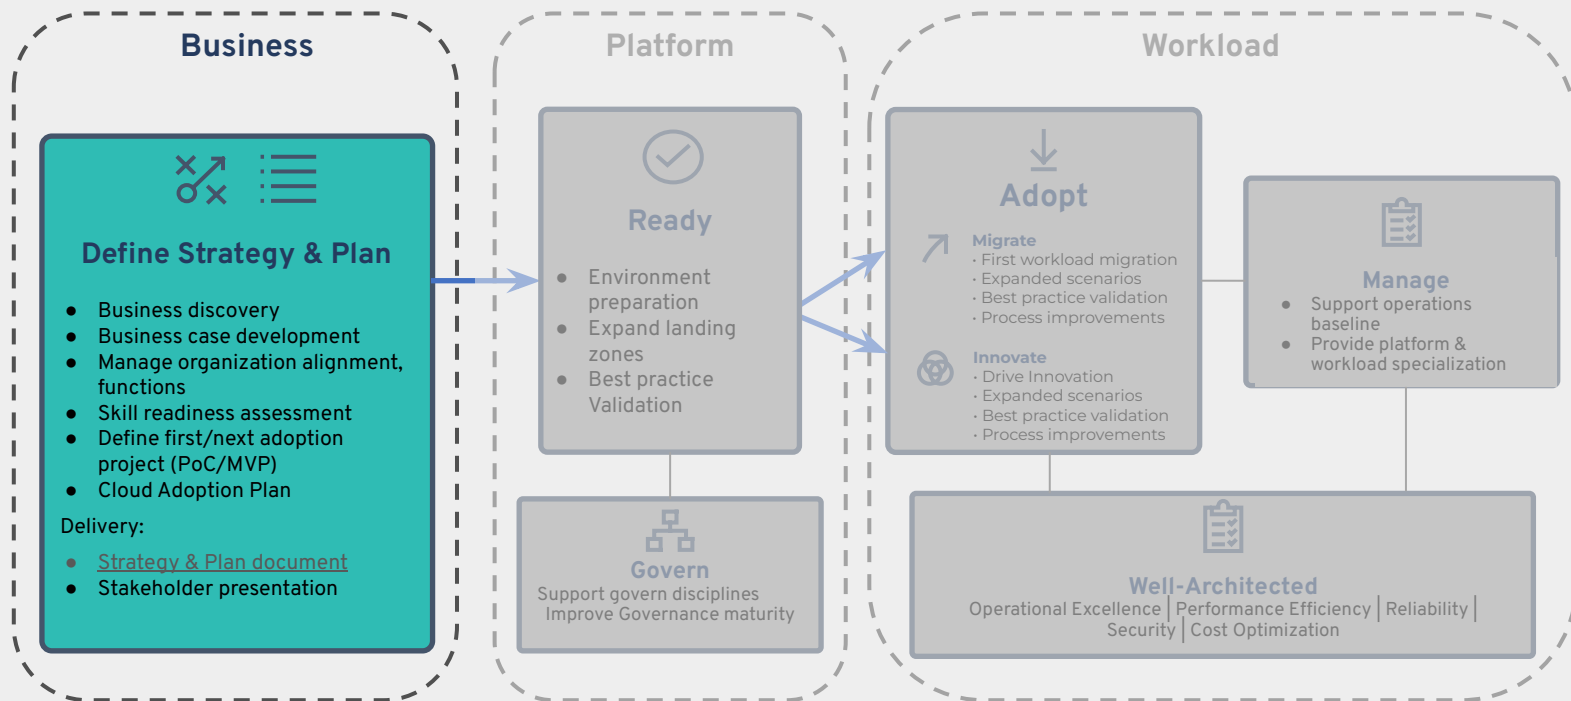 Business
Define Strategy & Plan
● Business discovery
● Business case development
● Manage organization alignment,
functions
● Skill readiness assessment
● Define first/next adoption
project (PoC/MVP)
● Cloud Adoption Plan
Delivery:
● Strategy & Plan document
● Stakeholder presentation
Platform
Ready
● Environment
preparation
● Expand landing
zones
● Best practice
Validation
Govern
Support govern disciplines
Improve Governance maturity
Workload
Adopt
Migrate
· First workload migration
· Expanded scenarios
· Best practice validation
· Process improvements
Innovate
· Drive Innovation
· Expanded scenarios
· Best practice validation
· Process improvements
Manage
● Support operations
baseline
● Provide platform &
workload specialization
Well-Architected
Operational Excellence | Performance Efficiency | Reliability |
Security | Cost Optimization